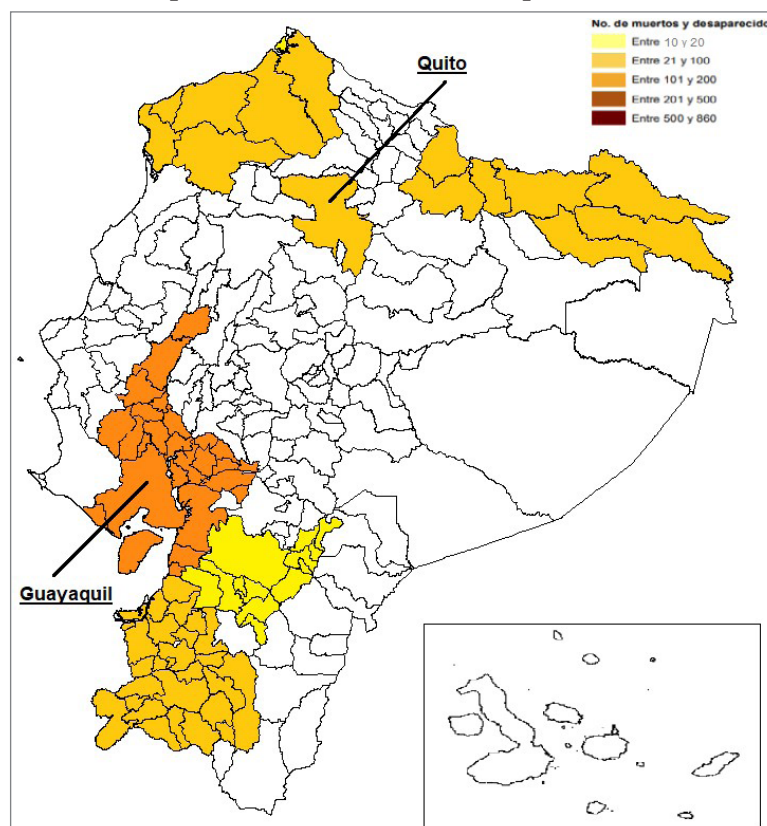 No. de muertos y desaparecido
Entre 10 y 20
Entre 21 y 100
Entre 101 y 200
Entre 201 y 500
Entre 500 y 860
Quito
Guayaquil